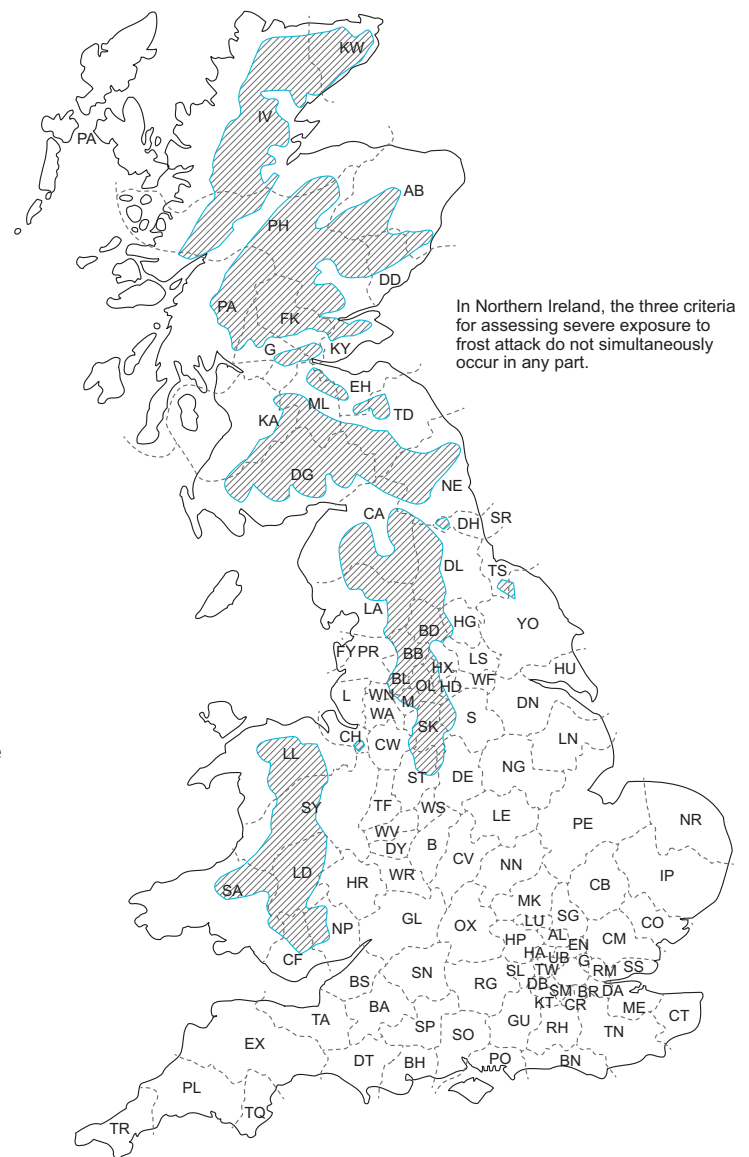 KW
IV
PA
AB
PH
DD
PA
FK
In Northern Ireland, the three criteria
for assessing severe exposure to
frost attack do not simultaneously
occur in any part.
G
KY
EH
ML
TD
KA
DG
NE
CA
DH
SR
DL
TS
LA
BD
HG
YO
FY
PR
BB
HX
LS
HU
BL
OL
HD
WF
L
WN
M
WA
SK
S
DN
CH
CW
LN
LL
ST
DE
NG
SY
TF
WS
LE
PE
NR
WV
DY
B
CV
NN
LD
HR
WR
CB
IP
SA
MK
NP
GL
OX
LU
SG
CO
HP
AL
EN
CM
CF
HA
UB
G
BS
SN
RG
SL
TW
RM
SS
DB
SM
BR
DA
TA
BA
KT
CR
ME
CT
SP
SO
GU
RH
TN
EX
DT
BH
PO
BN
PL
TQ
TR